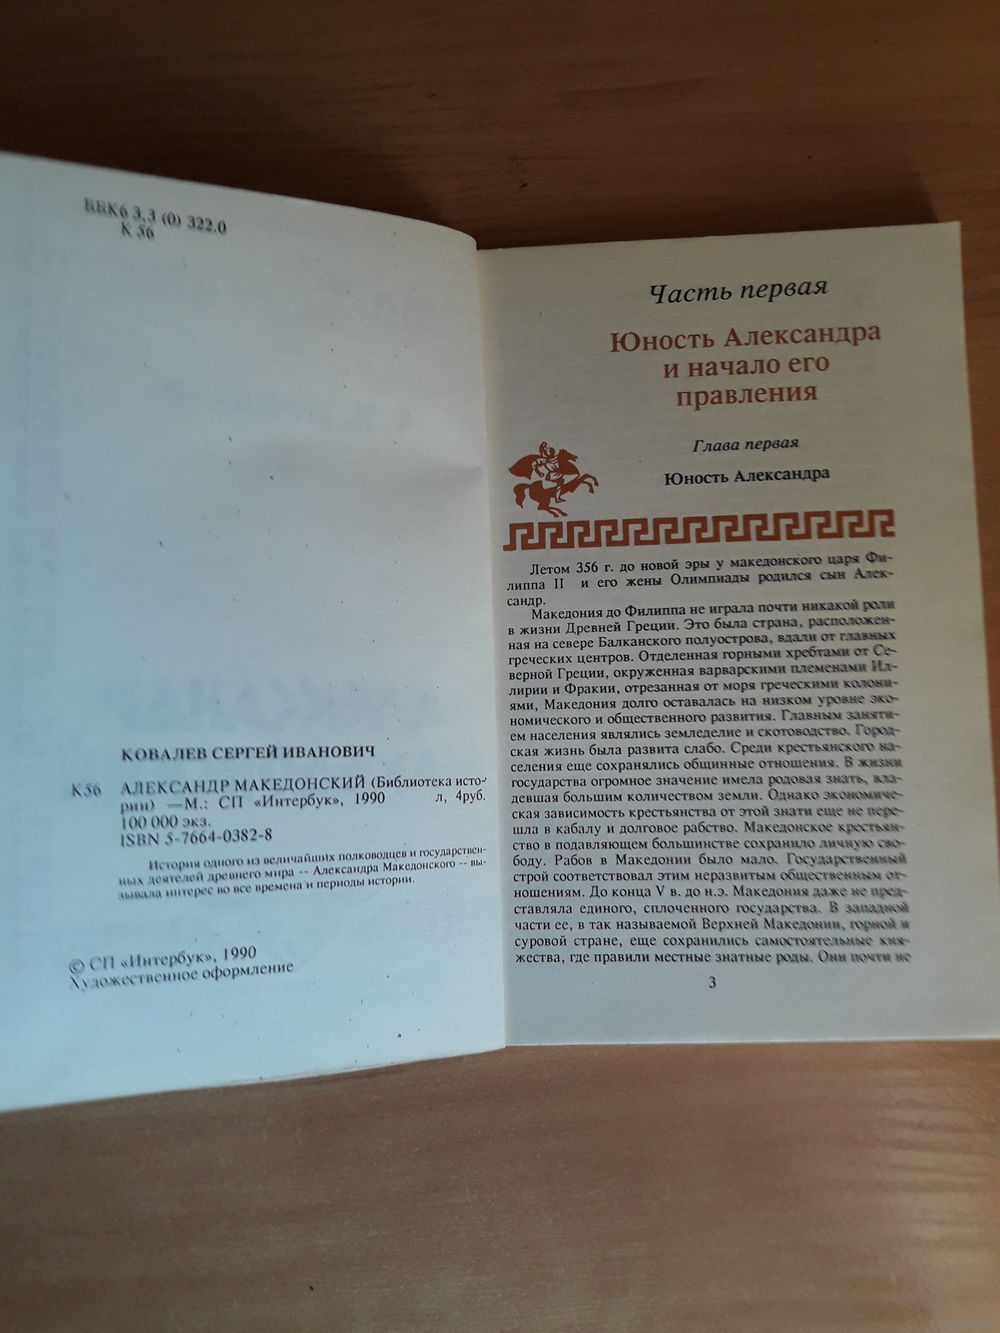 ББК6 3,3 (0) 322.0
К 56
КОВАЛЕВ СЕРГЕЙ ИВАНОВИЧ
К56 АЛЕКСАНДР МАКЕДОНСКИЙ (Библиотека исто-
рии) —М.: СП «Интербук», 1990 л, 4руб.
100 000 экз.
ISBN 5-7664-0382-8
История одного из величайших полководцев и государствен-
ных деятелей древнего мира -- Александра Македонского -- вы-
зывала интерес во все времена и периоды истории.
© СП «Интербук», 1990
Художественное оформление
Часть первая
Юность Александра
и начало его
правления
Глава первая
Юность Александра
Летом 356 г. до новой эры у македонского царя Фи-
липпа II и его жены Олимпиады родился сын Алек-
сандр.
Македония до Филиппа не играла почти никакой роли
в жизни Древней Греции. Это была страна, расположен-
ная на севере Балканского полуострова, вдали от главных
греческих центров. Отделенная горными хребтами от Се-
верной Греции, окруженная варварскими племенами Ил-
лирии и Фракии, отрезанная от моря греческими колони-
ями, Македония долго оставалась на низком уровне эко-
номического и общественного развития. Главным заняти-
ем населения являлись земледелие и скотоводство. Город-
ская жизнь была развита слабо. Среди крестьянского на-
селения еще сохранялись общинные отношения. В жизни
государства огромное значение имела родовая знать, вла-
девшая большим количеством земли. Однако экономиче-
ская зависимость крестьянства от этой знати еще не пере-
шла в кабалу и долговое рабство. Македонское крестьян-
ство в подавляющем большинстве сохранило личную сво-
боду. Рабов в Македонии было мало. Государственный
строй соответствовал этим неразвитым общественным от-
ношениям. До конца V в. до н.э. Македония даже не пред-
ставляла единого, сплоченного государства. В западной
части ее, в так называемой Верхней Македонии, горной и
суровой стране, еще сохранились самостоятельные кня-
жества, где правили местные знатные роды. Они почти не
3